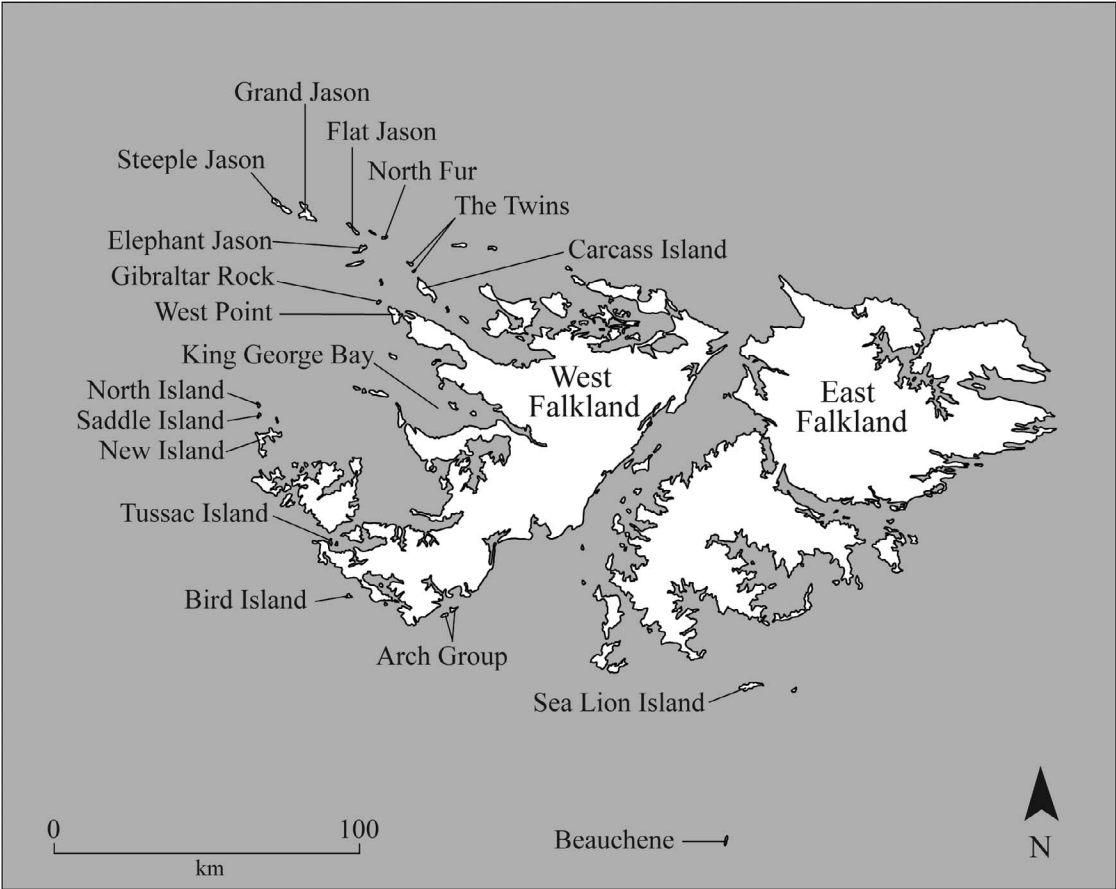 Grand Jason
Flat Jason
Steeple Jason
North Fur
The Twins
Elephant Jason
Carcass Island
Gibraltar Rock
West Point
King George Bay
West
Falkland
East
Falkland
North Island
Saddle Island
New Island
Tussac Island
Bird Island
Arch Group
Sea Lion Island
0
100
km
Beauchene
N